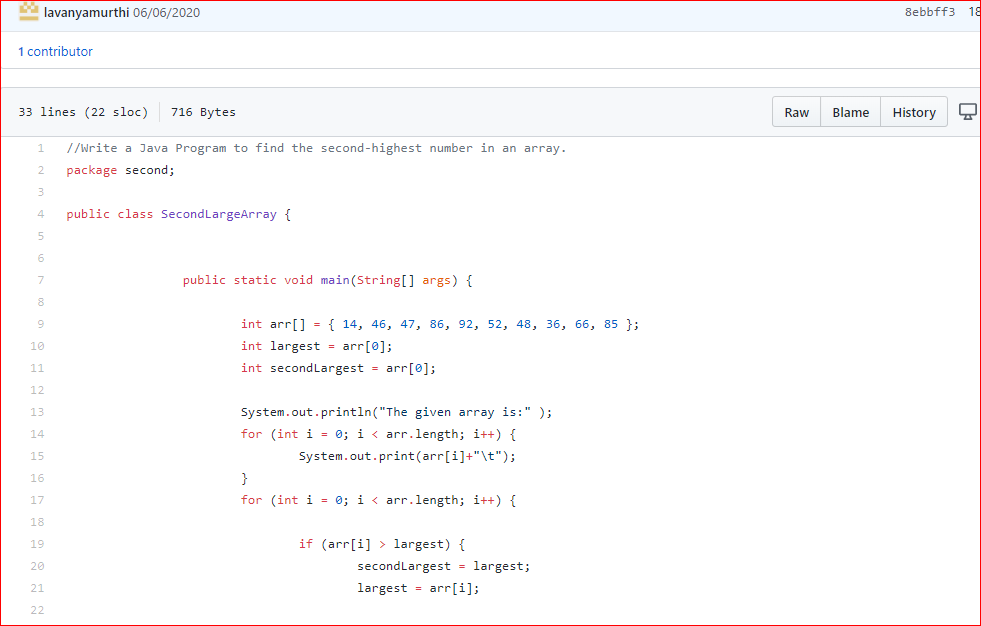 lavanyamurthi 06/06/2020 8ebbff3 18
1 contributor
33 lines (22 sloc) 716 Bytes Raw Blame History
1 //Write a Java Program to find the second-highest number in an array.
2 package second;
3
4 public class SecondLargeArray {
5
6
7 public static void main(String[] args) {
8
9 int arr[] = { 14, 46, 47, 86, 92, 52, 48, 36, 66, 85 };
10 int largest = arr[0];
11 int secondLargest = arr[0];
12
13 System.out.println("The given array is:" );
14 for (int i = 0; i < arr.length; i++) {
15 System.out.print(arr[i]+"\t");
16 }
17 for (int i = 0; i < arr.length; i++) {
18
19 if (arr[i] > largest) {
20 secondLargest = largest;
21 largest = arr[i];
22